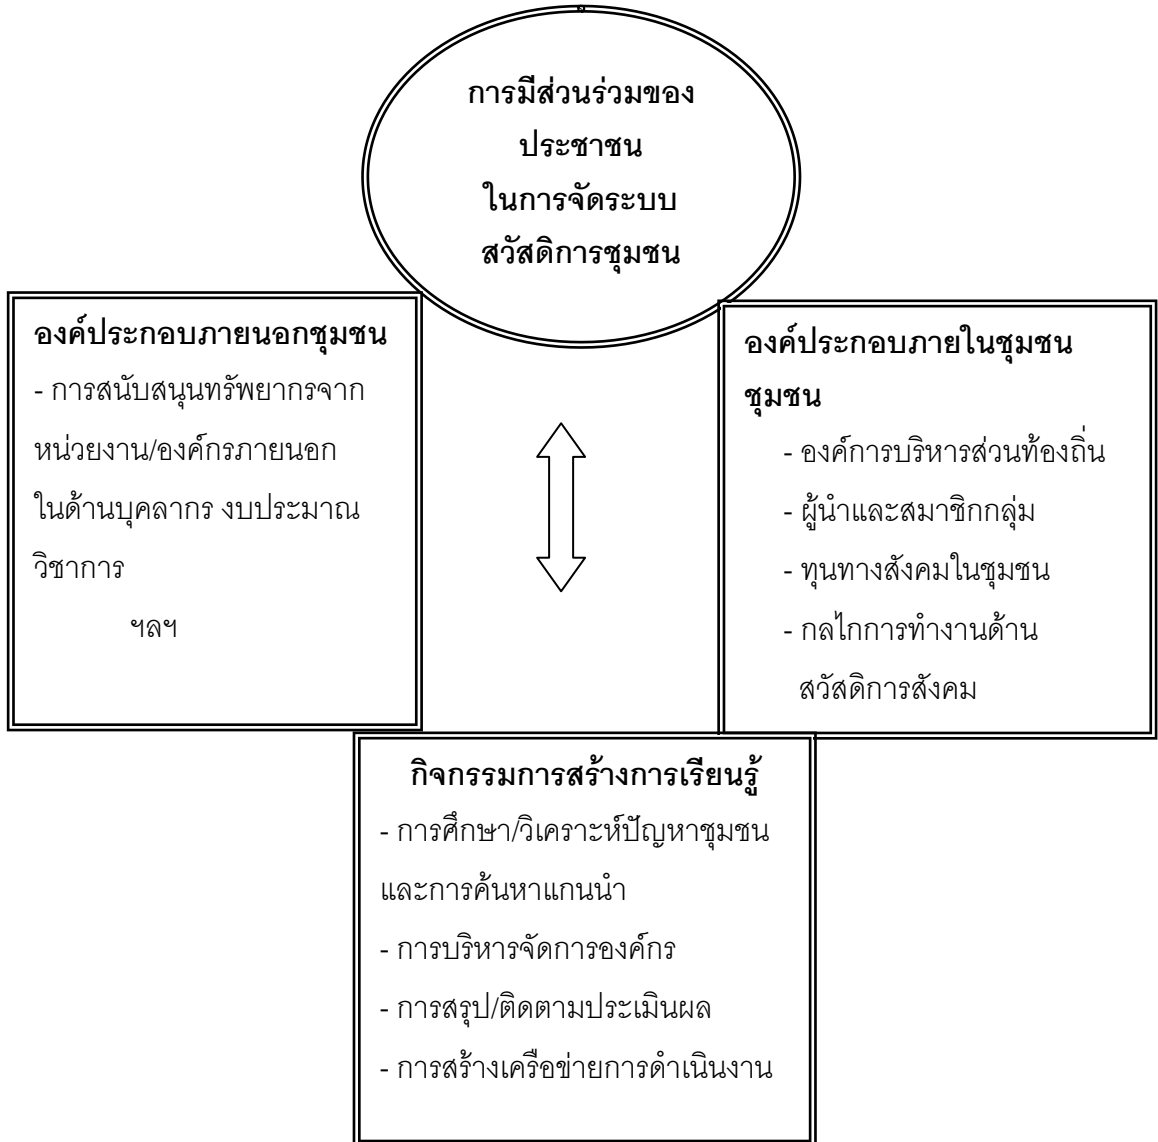 การมีส่วนร่วมของ
ประชาชน
ในการจัดระบบ
สวัสดิการชุมชน
องค์ประกอบภายนอกชุมชน
- การสนับสนุนทรัพยากรจาก
หน่วยงาน/องค์กรภายนอก
ในด้านบุคลากร งบประมาณ
วิชาการ
ฯลฯ
องค์ประกอบภายในชุมชน
ชุมชน
- องค์การบริหารส่วนท้องถิ่น
- ผู้นำและสมาชิกกลุ่ม
- ทุนทางสังคมในชุมชน
- กลไกการทำงานด้าน
สวัสดิการสังคม
กิจกรรมการสร้างการเรียนรู้
- การศึกษา/วิเคราะห์ปัญหาชุมชน
และการค้นหาแกนนำ
- การบริหารจัดการองค์กร
- การสรุป/ติดตามประเมินผล
- การสร้างเครือข่ายการดำเนินงาน